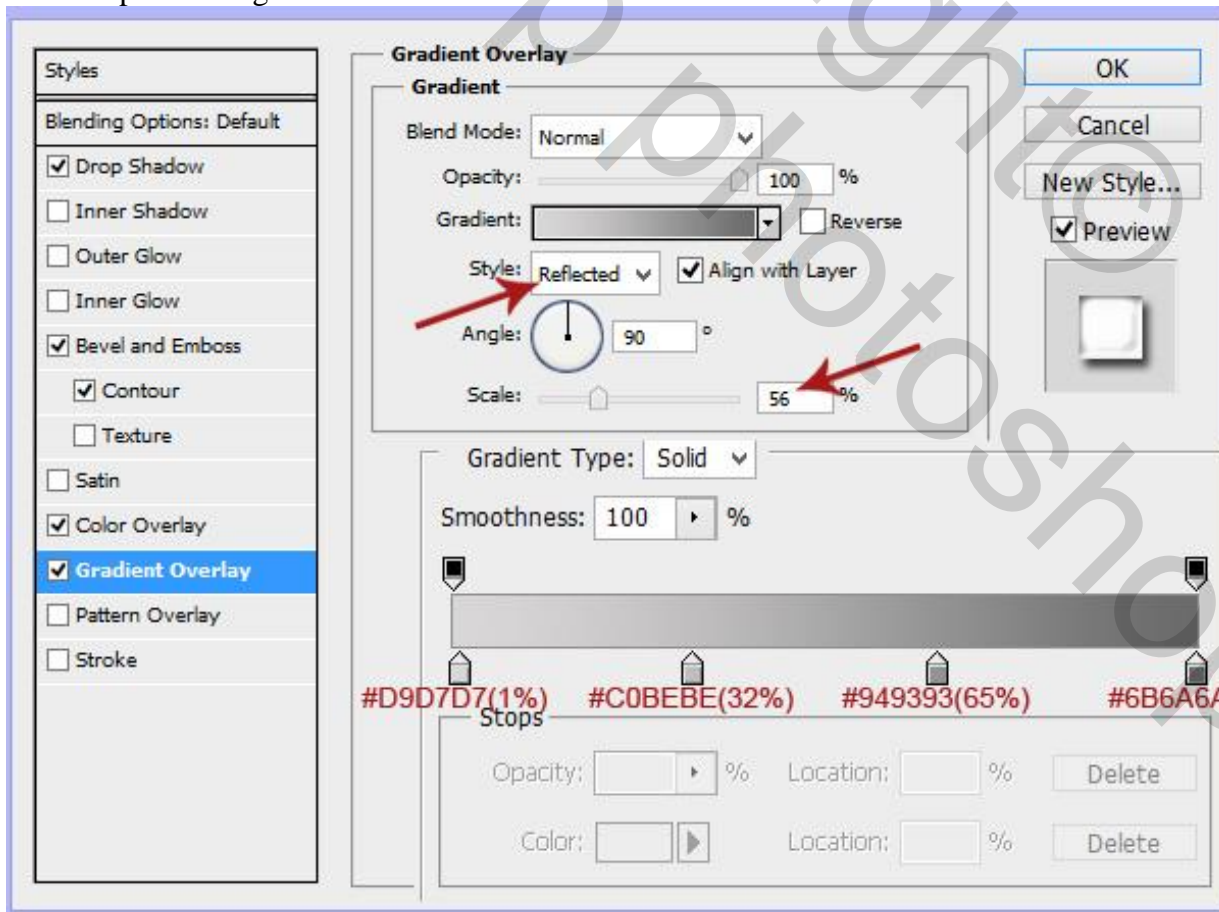 Styles
Blending Options: Default
Drop Shadow
Inner Shadow
Outer Glow
Inner Glow
Bevel and Emboss
Contour
Texture
Satin
Color Overlay
Gradient Overlay
Pattern Overlay
Stroke
Gradient Overlay
Gradient
Blend Mode: Normal
Opacity: 100 %
Gradient: Reverse
Style: Reflected Align with Layer
Angle: 90 °
Scale: 56 %
Gradient Type: Solid
Smoothness: 100 %
#D9D7D7(1%) #C0BEBE(32%) #949393(65%) #6B6A6A
Stops
Opacity: % Location: % Delete
Color: Location: % Delete
OK
Cancel
New Style...
Preview